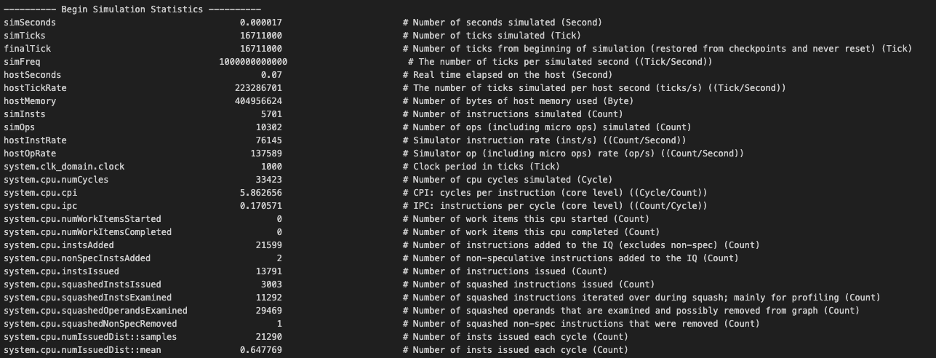 ---------- Begin Simulation Statistics ----------
simSeconds 0.000017 # Number of seconds simulated (Second)
simTicks 16711000 # Number of ticks simulated (Tick)
finalTick 16711000 # Number of ticks from beginning of simulation (restored from checkpoints and never reset) (Tick)
simFreq 1000000000000 # The number of ticks per simulated second ((Tick/Second))
hostSeconds 0.07 # Real time elapsed on the host (Second)
hostTickRate 223286701 # The number of ticks simulated per host second (ticks/s) ((Tick/Second))
hostMemory 404956624 # Number of bytes of host memory used (Byte)
simInsts 5701 # Number of instructions simulated (Count)
simOps 10302 # Number of ops (including micro ops) simulated (Count)
hostInstRate 76145 # Simulator instruction rate (inst/s) ((Count/Second))
hostOpRate 137589 # Simulator op (including micro ops) rate (op/s) ((Count/Second))
system.clk_domain.clock 1000 # Clock period in ticks (Tick)
system.cpu.numCycles 33423 # Number of cpu cycles simulated (Cycle)
system.cpu.cpi 5.862656 # CPI: cycles per instruction (core level) ((Cycle/Count))
system.cpu.ipc 0.170571 # IPC: instructions per cycle (core level) ((Count/Cycle))
system.cpu.numWorkItemsStarted 0 # Number of work items this cpu started (Count)
system.cpu.numWorkItemsCompleted 0 # Number of work items this cpu completed (Count)
system.cpu.instsAdded 21599 # Number of instructions added to the IQ (excludes non-spec) (Count)
system.cpu.nonSpecInstsAdded 2 # Number of non-speculative instructions added to the IQ (Count)
system.cpu.instsIssued 13791 # Number of instructions issued (Count)
system.cpu.squashedInstsIssued 3003 # Number of squashed instructions issued (Count)
system.cpu.squashedInstsExamined 11292 # Number of squashed instructions iterated over during squash; mainly for profiling (Count)
system.cpu.squashedOperandsExamined 29469 # Number of squashed operands that are examined and possibly removed from graph (Count)
system.cpu.squashedNonSpecRemoved 1 # Number of squashed non-spec instructions that were removed (Count)
system.cpu.numIssuedDist::samples 21290 # Number of insts issued each cycle (Count)
system.cpu.numIssuedDist::mean 0.647769 # Number of insts issued each cycle (Count)